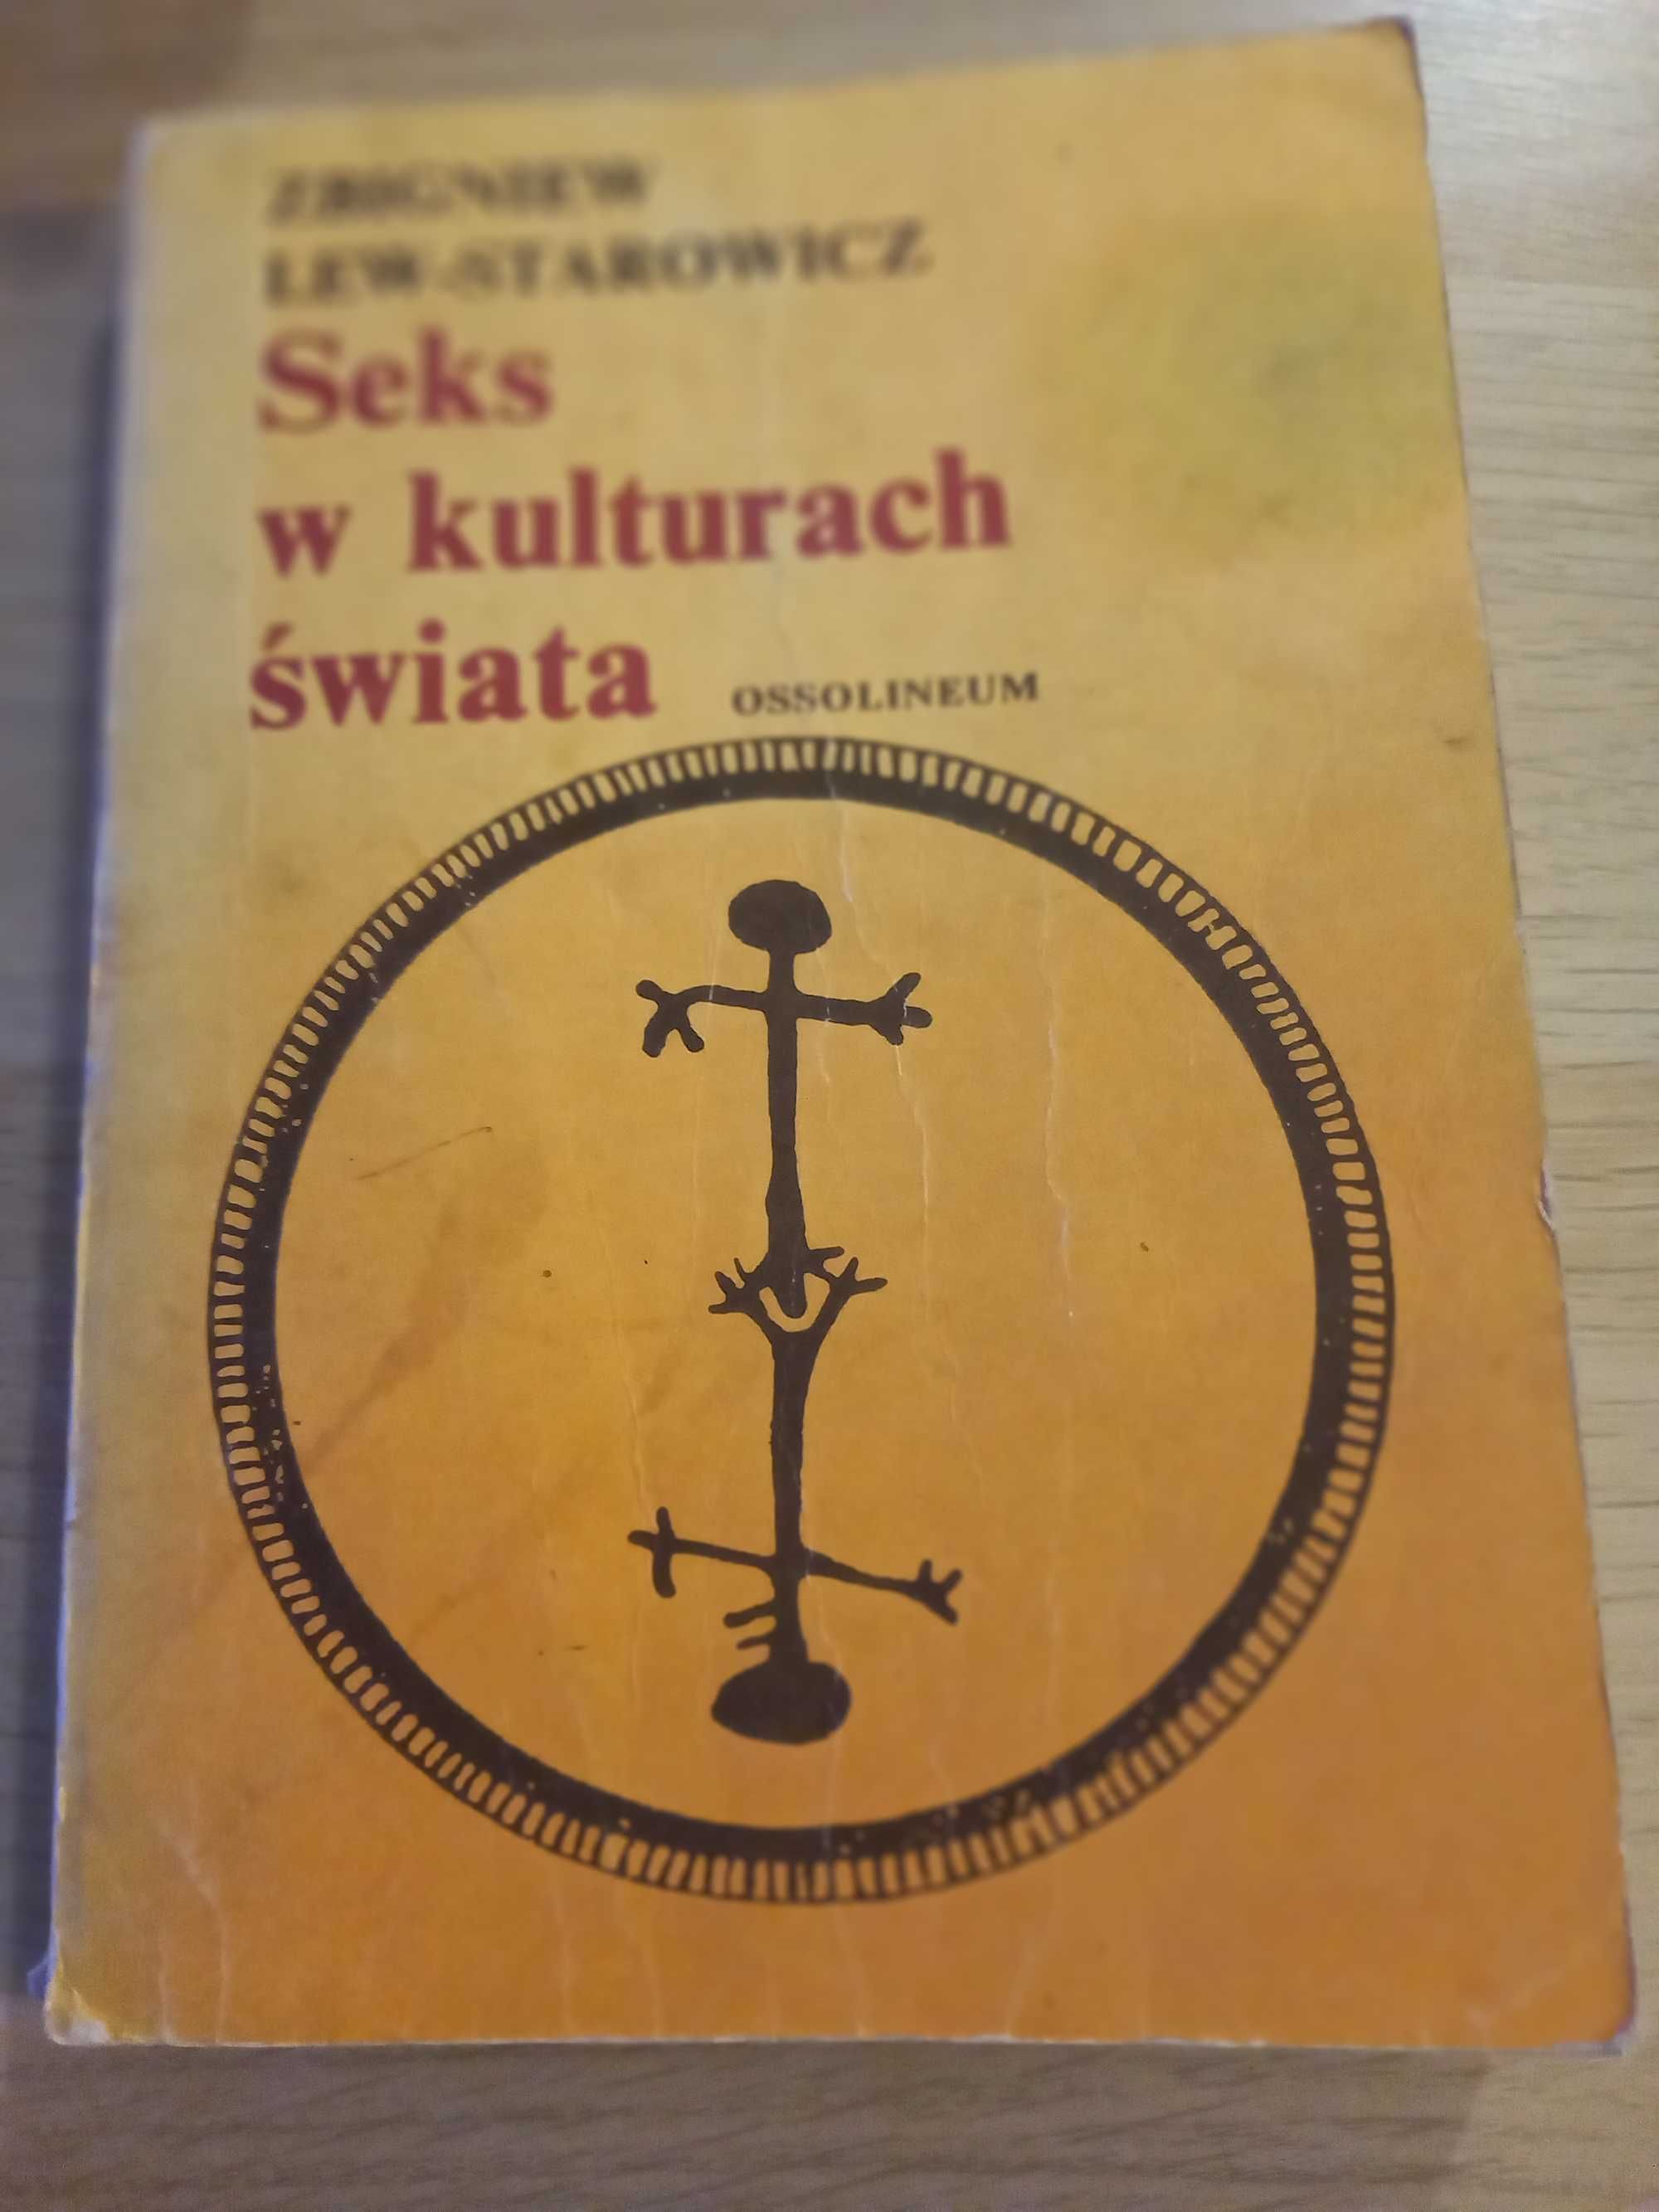 ZBIGNIEW
LEW-STAROWICZ
Seks
w kulturach
świata
OSSOLINEUM